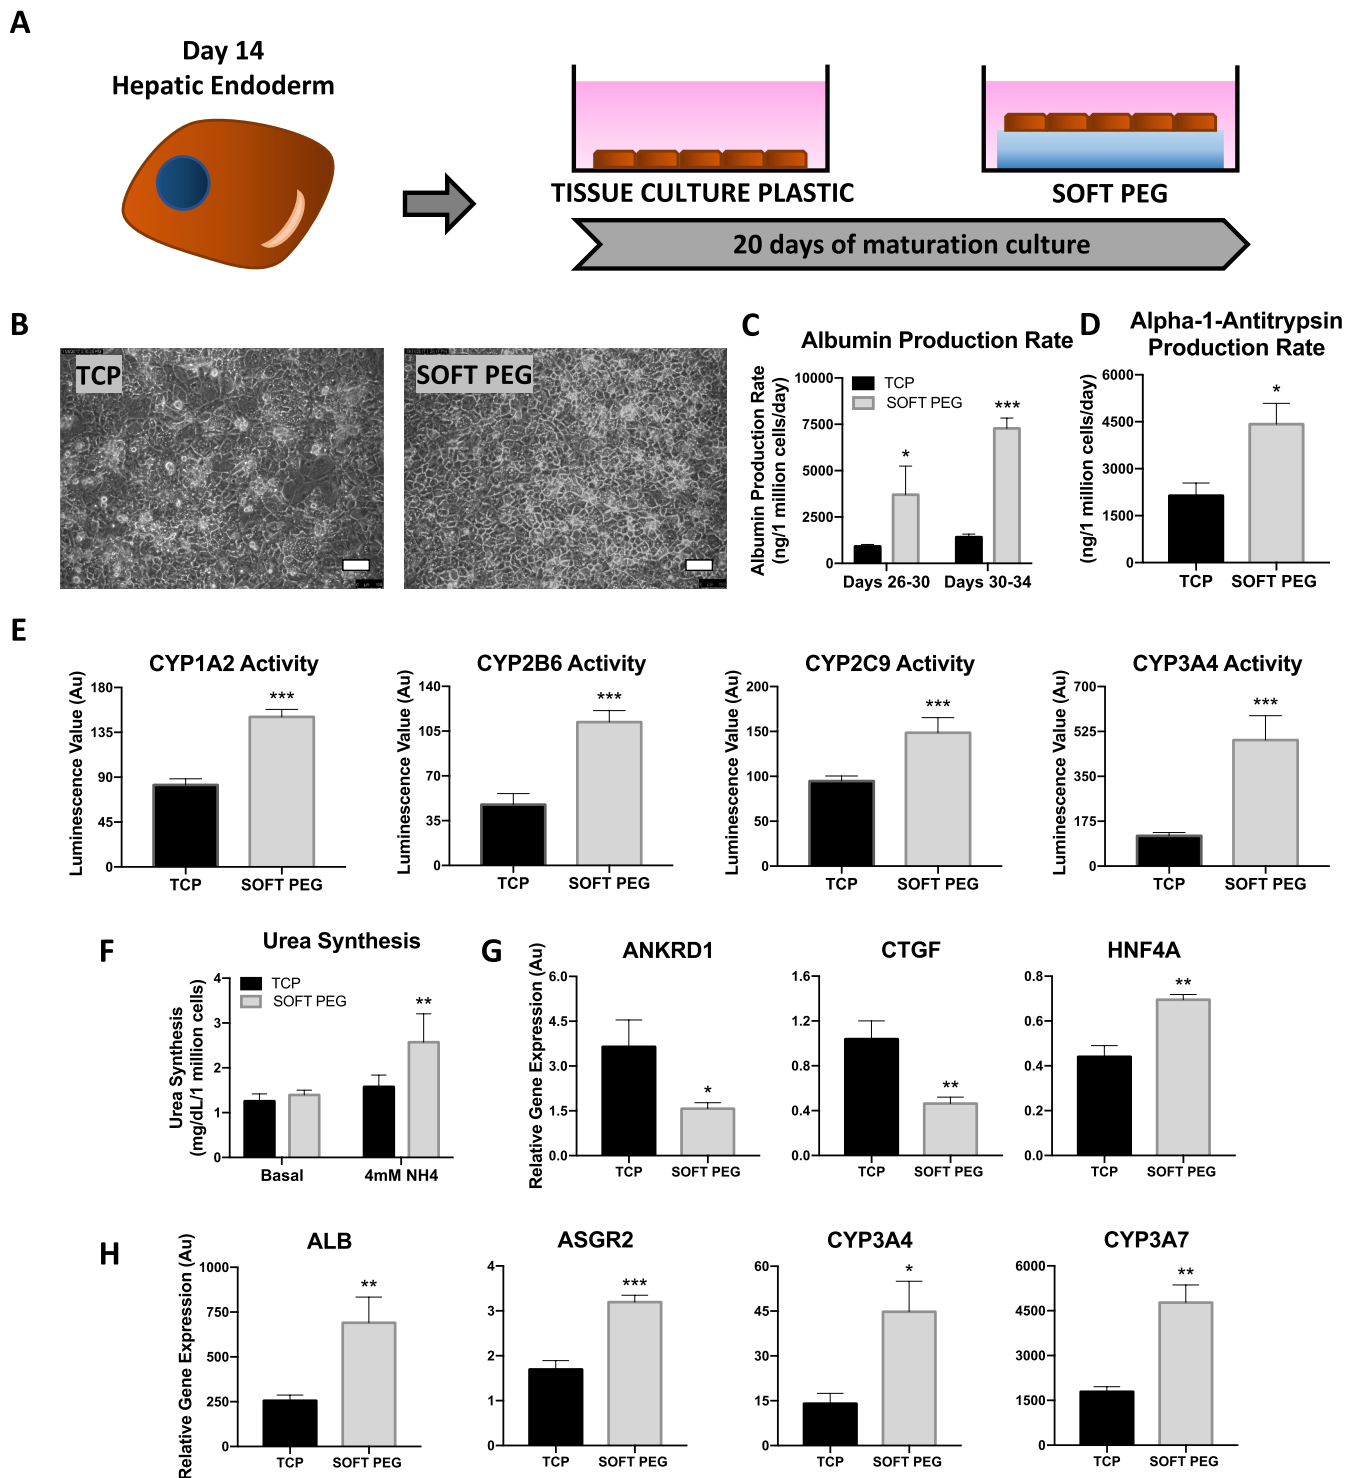 A
Day 14
Hepatic Endoderm
TISSUE CULTURE PLASTIC
SOFT PEG
20 days of maturation culture
B
TCP
SOFT PEG
C
Albumin Production Rate
Albumin Production Rate
(ng/1 million cells/day)
10000
7500
5000
2500
0
TCP
SOFT PEG
*
***
Days 26-30
Days 30-34
D
Alpha-1-Antitrypsin
Production Rate
(ng/1 million cells/day)
6000
4500
3000
1500
0
*
TCP
SOFT PEG
E
CYP1A2 Activity
Luminescence Value (Au)
180
135
90
45
0
***
TCP
SOFT PEG
CYP2B6 Activity
Luminescence Value (Au)
140
105
70
35
0
***
TCP
SOFT PEG
CYP2C9 Activity
Luminescence Value (Au)
200
150
100
50
0
***
TCP
SOFT PEG
CYP3A4 Activity
Luminescence Value (Au)
700
525
350
175
0
***
TCP
SOFT PEG
F
Urea Synthesis
Urea Synthesis
(mg/dL/1 million cells)
4
3
2
1
0
TCP
SOFT PEG
**
Basal
4mM NH4
G
ANKRD1
Relative Gene Expression (Au)
6.0
4.5
3.0
1.5
0.0
*
TCP
SOFT PEG
CTGF
1.6
1.2
0.8
0.4
0.0
**
TCP
SOFT PEG
HNF4A
0.8
0.6
0.4
0.2
0.0
**
TCP
SOFT PEG
H
ALB
Relative Gene Expression (Au)
1000
750
500
250
0
**
TCP
SOFT PEG
ASGR2
4
3
2
1
0
***
TCP
SOFT PEG
CYP3A4
60
45
30
15
0
*
TCP
SOFT PEG
CYP3A7
6000
4500
3000
1500
0
**
TCP
SOFT PEG